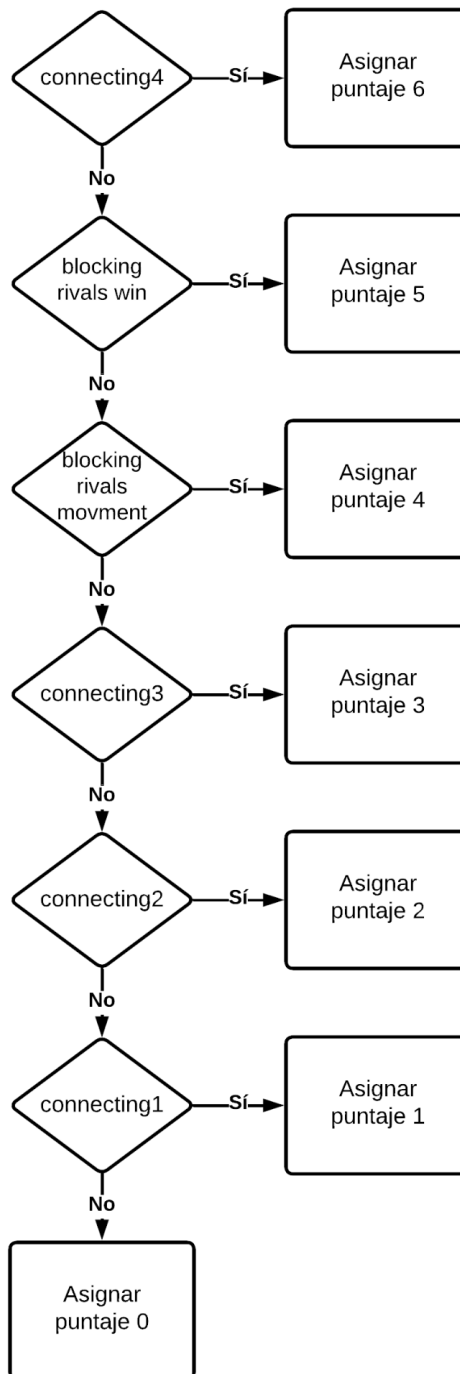 connecting4
Sí
Asignar
puntaje 6
No
blocking
rivals win
Sí
Asignar
puntaje 5
No
blocking
rivals
movment
Sí
Asignar
puntaje 4
No
connecting3
Sí
Asignar
puntaje 3
No
connecting2
Sí
Asignar
puntaje 2
No
connecting1
Sí
Asignar
puntaje 1
No
Asignar
puntaje 0